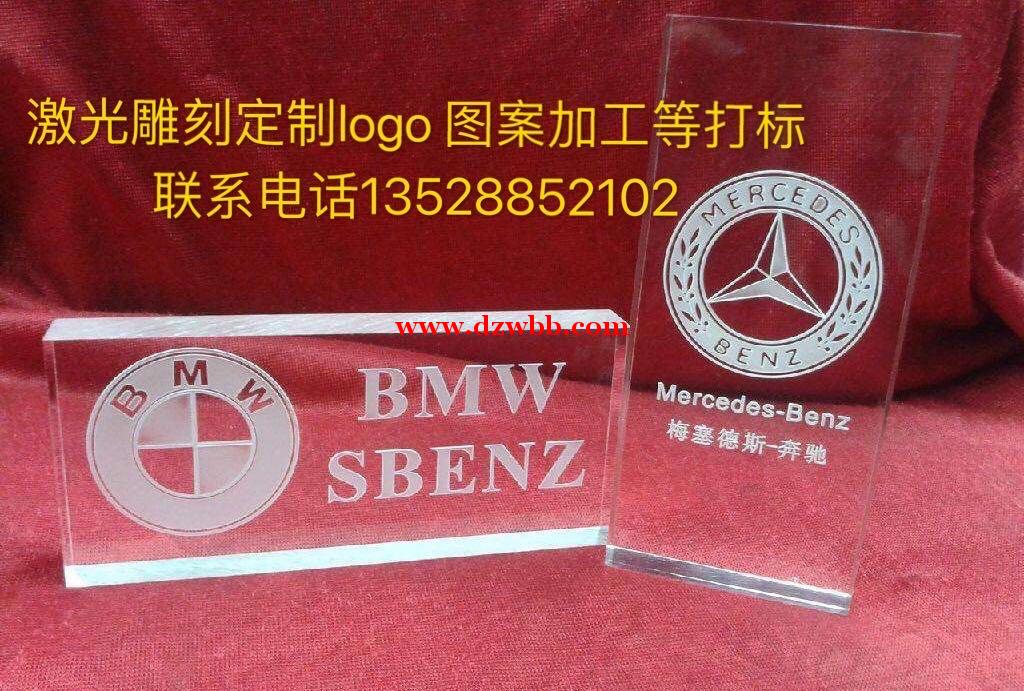 激光雕刻定制logo 图案加工等打标
联系电话13528852102
www.dzwbb.com
BMW
BMW
SBENZ
MERCEDES
BENZ
Mercedes-Benz
梅塞德斯-奔驰